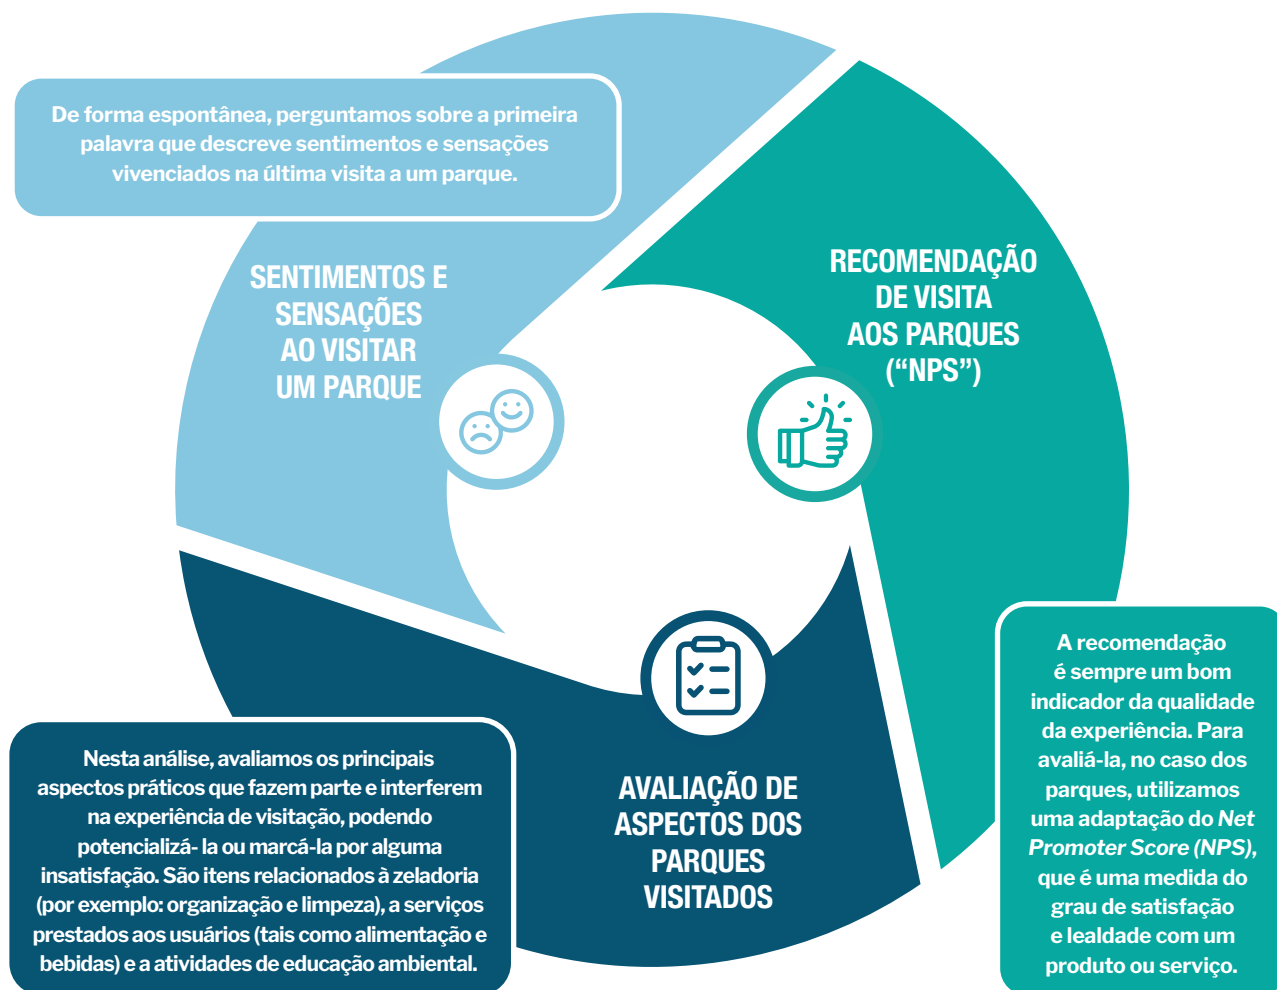 De forma espontânea, perguntamos sobre a primeira
palavra que descreve sentimentos e sensações
vivenciados na última visita a um parque.
SENTIMENTOS E
SENSAÇÕES
AO VISITAR
UM PARQUE
RECOMENDAÇÃO
DE VISITA
AOS PARQUES
(“NPS”)
A recomendação
é sempre um bom
indicador da qualidade
da experiência. Para
avaliá-la, no caso dos
parques, utilizamos
uma adaptação do Net
Promoter Score (NPS),
que é uma medida do
grau de satisfação
e lealdade com um
produto ou serviço.
AVALIAÇÃO DE
ASPECTOS DOS
PARQUES
VISITADOS
Nesta análise, avaliamos os principais
aspectos práticos que fazem parte e interferem
na experiência de visitação, podendo
potencializá- la ou marcá-la por alguma
insatisfação. São itens relacionados à zeladoria
(por exemplo: organização e limpeza), a serviços
prestados aos usuários (tais como alimentação e
bebidas) e a atividades de educação ambiental.